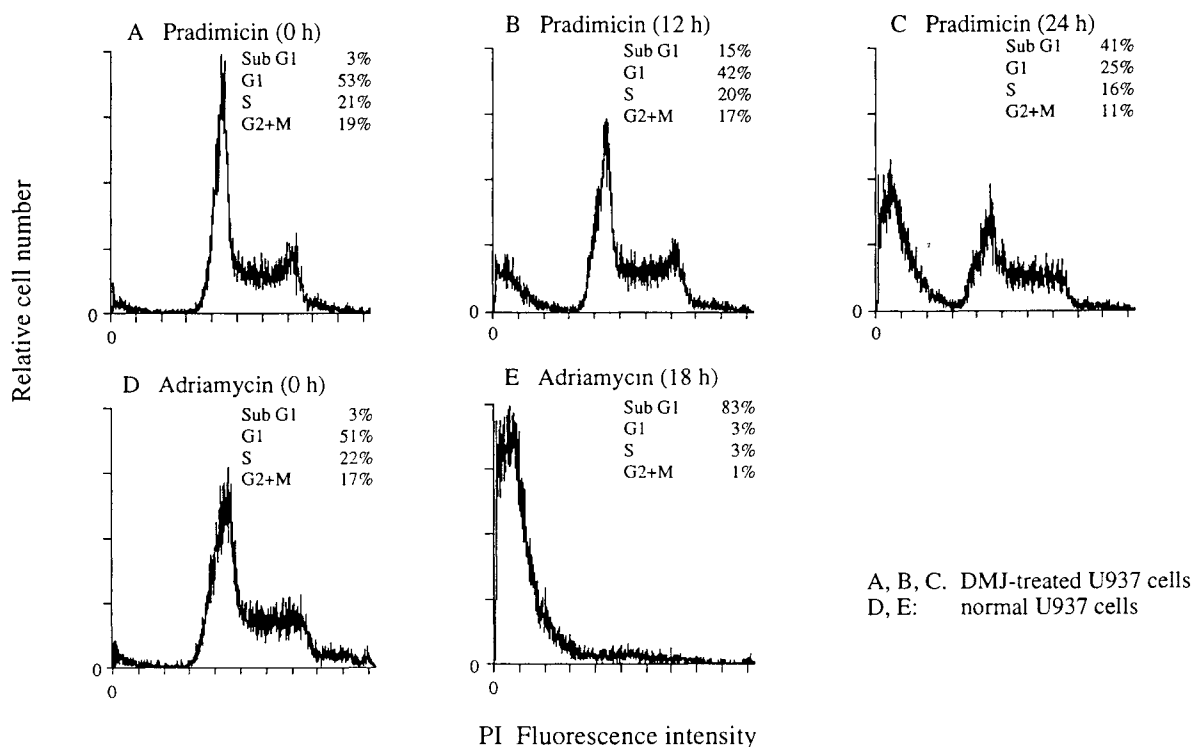 A Pradimicin (0 h)
Sub G1 3%
G1 53%
S 21%
G2+M 19%
0
0
B Pradimicin (12 h)
Sub G1 15%
G1 42%
S 20%
G2+M 17%
0
0
C Pradimicin (24 h)
Sub G1 41%
G1 25%
S 16%
G2+M 11%
0
0
Relative cell number
D Adriamycin (0 h)
Sub G1 3%
G1 51%
S 22%
G2+M 17%
0
0
E Adriamycin (18 h)
Sub G1 83%
G1 3%
S 3%
G2+M 1%
0
0
A, B, C. DMJ-treated U937 cells
D, E: normal U937 cells
PI Fluorescence intensity